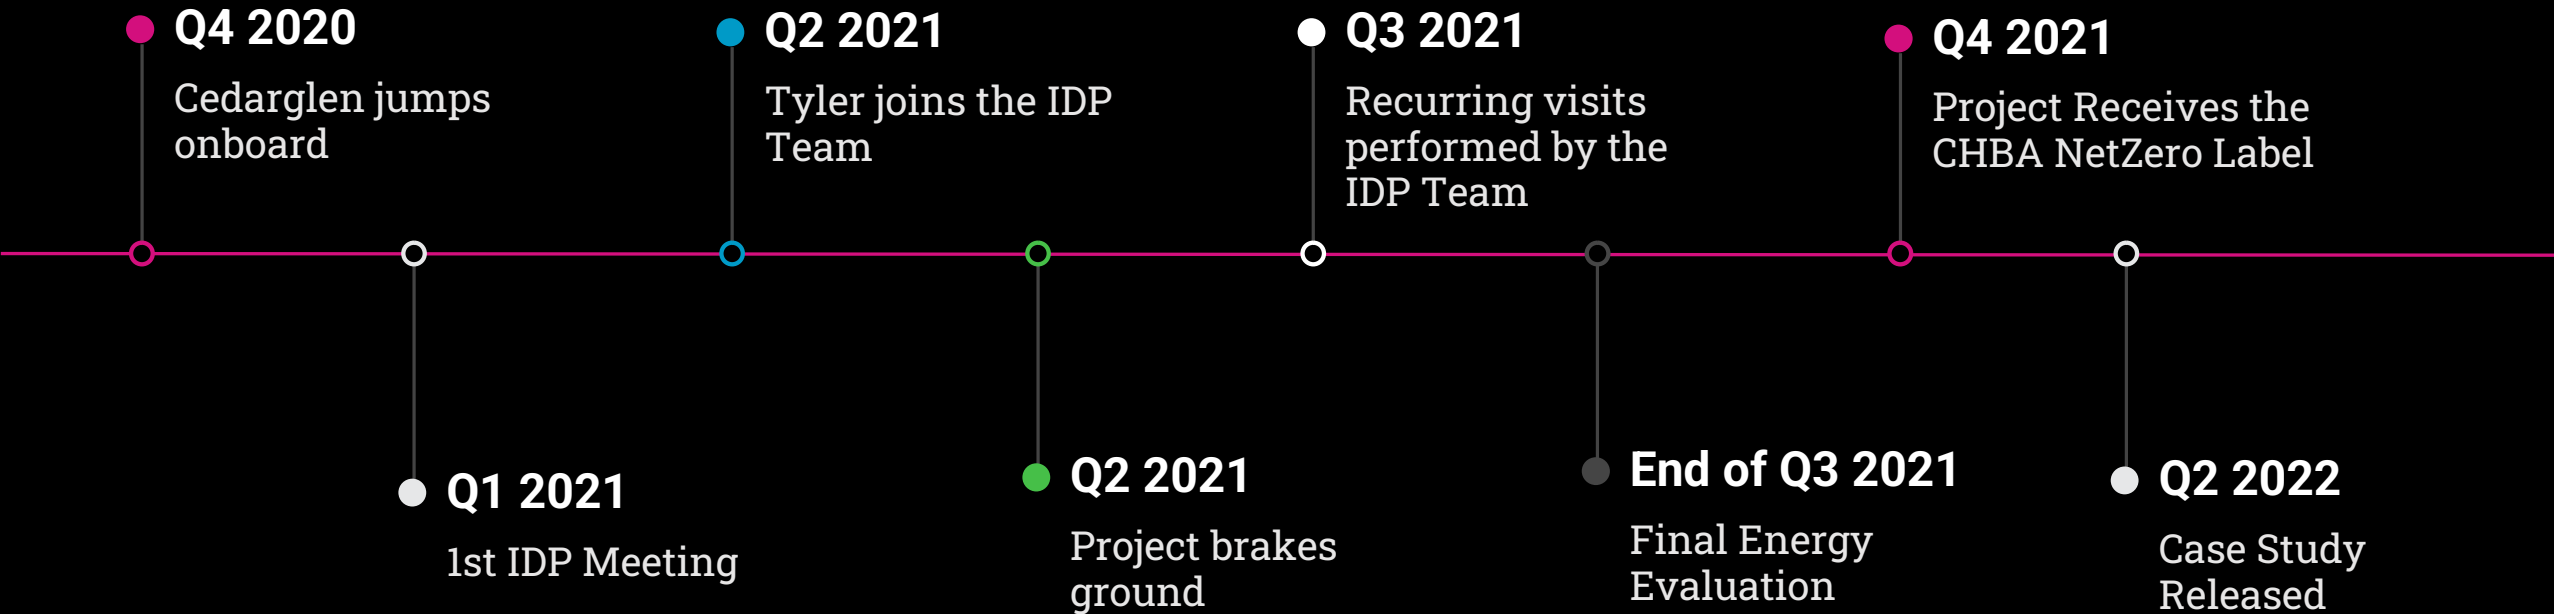 Q4 2020
Cedarglen jumps
onboard
Q1 2021
1st IDP Meeting
Q2 2021
Tyler joins the IDP
Team
Q2 2021
Project brakes
ground
Q3 2021
Recurring visits
performed by the
IDP Team
End of Q3 2021
Final Energy
Evaluation
Q4 2021
Project Receives the
CHBA NetZero Label
Q2 2022
Case Study
Released